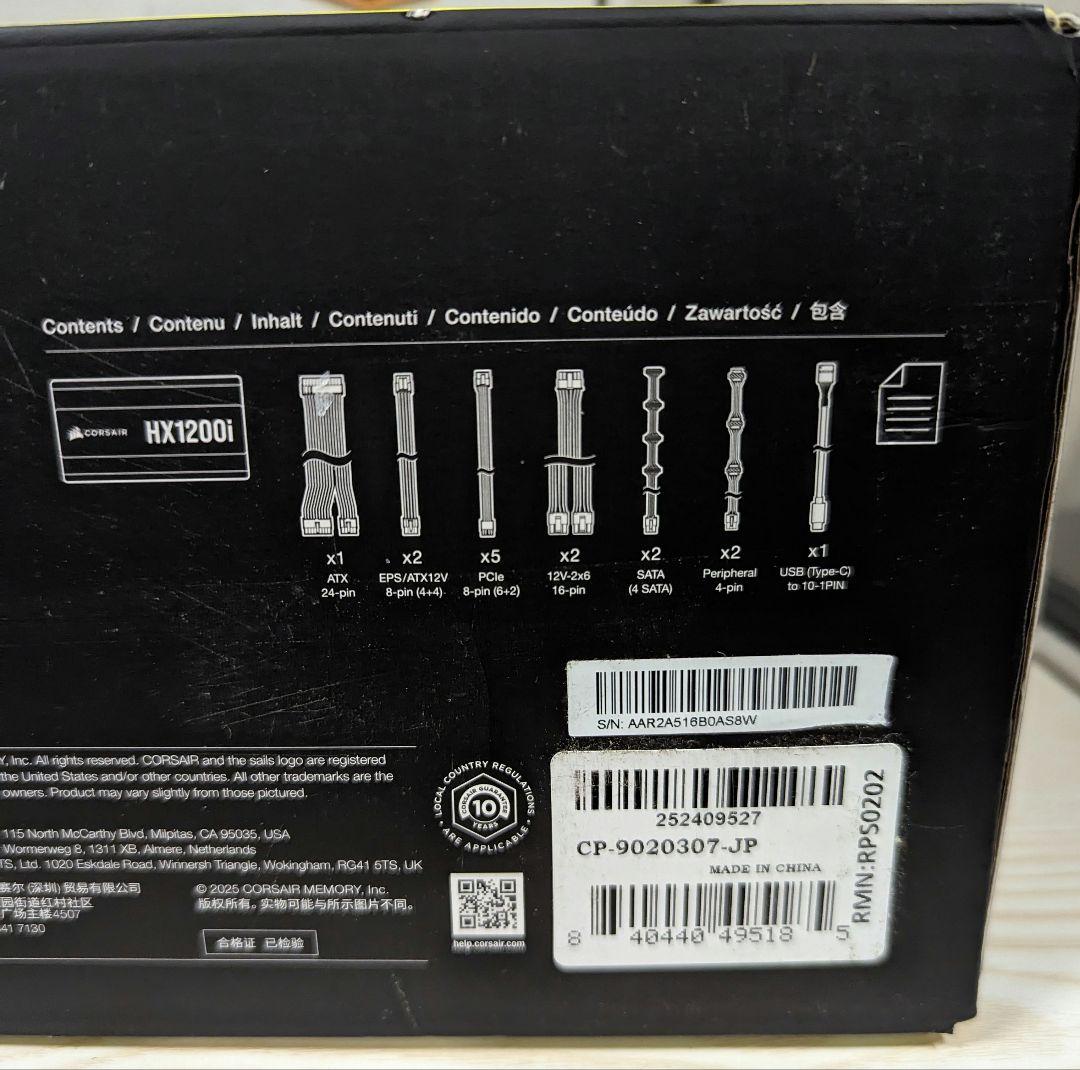 Contents / Contenu / Inhalt / Contenuti / Contenido / Conteúdo / Zawartość / 包含
CORSAIR HX1200i
x1
ATX
24-pin
x2
EPS/ATX12V
8-pin (4+4)
x5
PCIe
8-pin (6+2)
x2
12V-2x6
16-pin
x2
SATA
(4 SATA)
x2
Peripheral
4-pin
x1
USB (Type-C)
to 10-1PIN
S/N: AAR2A516B0AS8W
Y, Inc. All rights reserved. CORSAIR and the sails logo are registered
the United States and/or other countries. All other trademarks are the
owners. Product may vary slightly from those pictured.
115 North McCarthy Blvd, Milpitas, CA 95035, USA
Wormerweg 8, 1311 XB, Almere, Netherlands
TS, Ltd. 1020 Eskdale Road, Winnersh Triangle, Wokingham, RG41 5TS, UK
赛尔 (深圳) 贸易有限公司
园街道红村社区
广场主楼4507
41 7130
© 2025 CORSAIR MEMORY, Inc.
版权所有。实物可能与所示图片不同。
合格证 已检验
LOCAL COUNTRY REGULATIONS
CORSAIR GUARANTEE
10
YEARS
ARE APPLICABLE
help.corsair.com
252409527
CP-9020307-JP
MADE IN CHINA
8 40440 49518 5
RMN:RPS0202